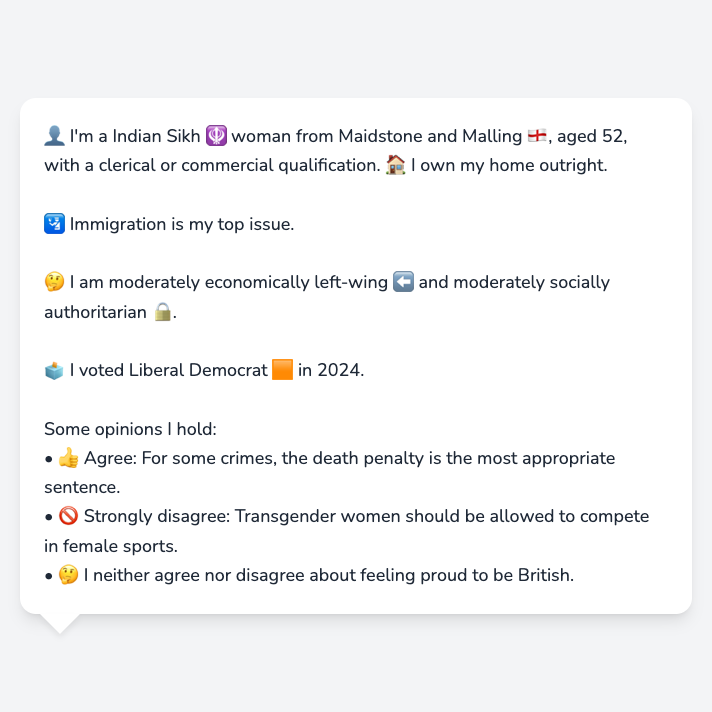 👤 I'm a Indian Sikh 🪯 woman from Maidstone and Malling 🏴󠁧󠁢󠁥󠁮󠁧󠁿, aged 52,
with a clerical or commercial qualification. 🏠 I own my home outright.
🛂 Immigration is my top issue.
🤔 I am moderately economically left-wing ⬅️ and moderately socially
authoritarian 🔒.
🗳️ I voted Liberal Democrat 🟧 in 2024.
Some opinions I hold:
• 👍 Agree: For some crimes, the death penalty is the most appropriate
sentence.
• 🚫 Strongly disagree: Transgender women should be allowed to compete
in female sports.
• 🤔 I neither agree nor disagree about feeling proud to be British.